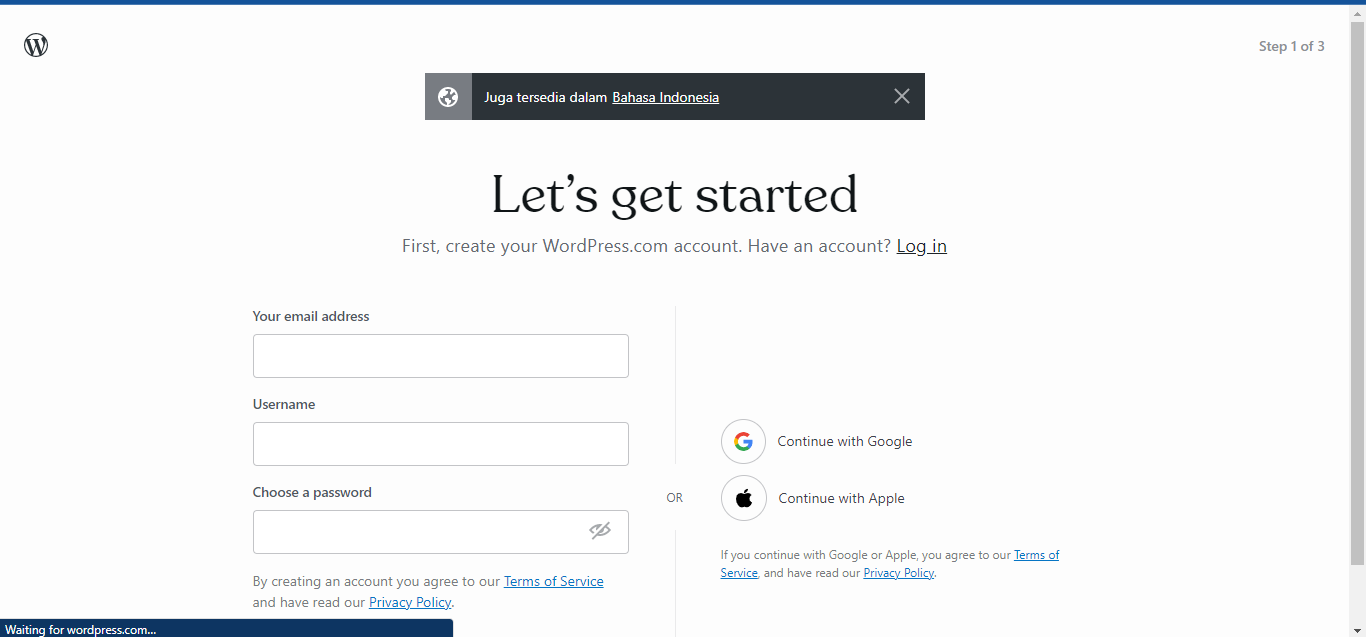 Step 1 of 3
Juga tersedia dalam Bahasa Indonesia
Let's get started
First, create your WordPress.com account. Have an account? Log in
Your email address
Username
Choose a password
By creating an account you agree to our Terms of Service
and have read our Privacy Policy.
OR
Continue with Google
Continue with Apple
If you continue with Google or Apple, you agree to our Terms of
Service, and have read our Privacy Policy.
Waiting for wordpress.com...